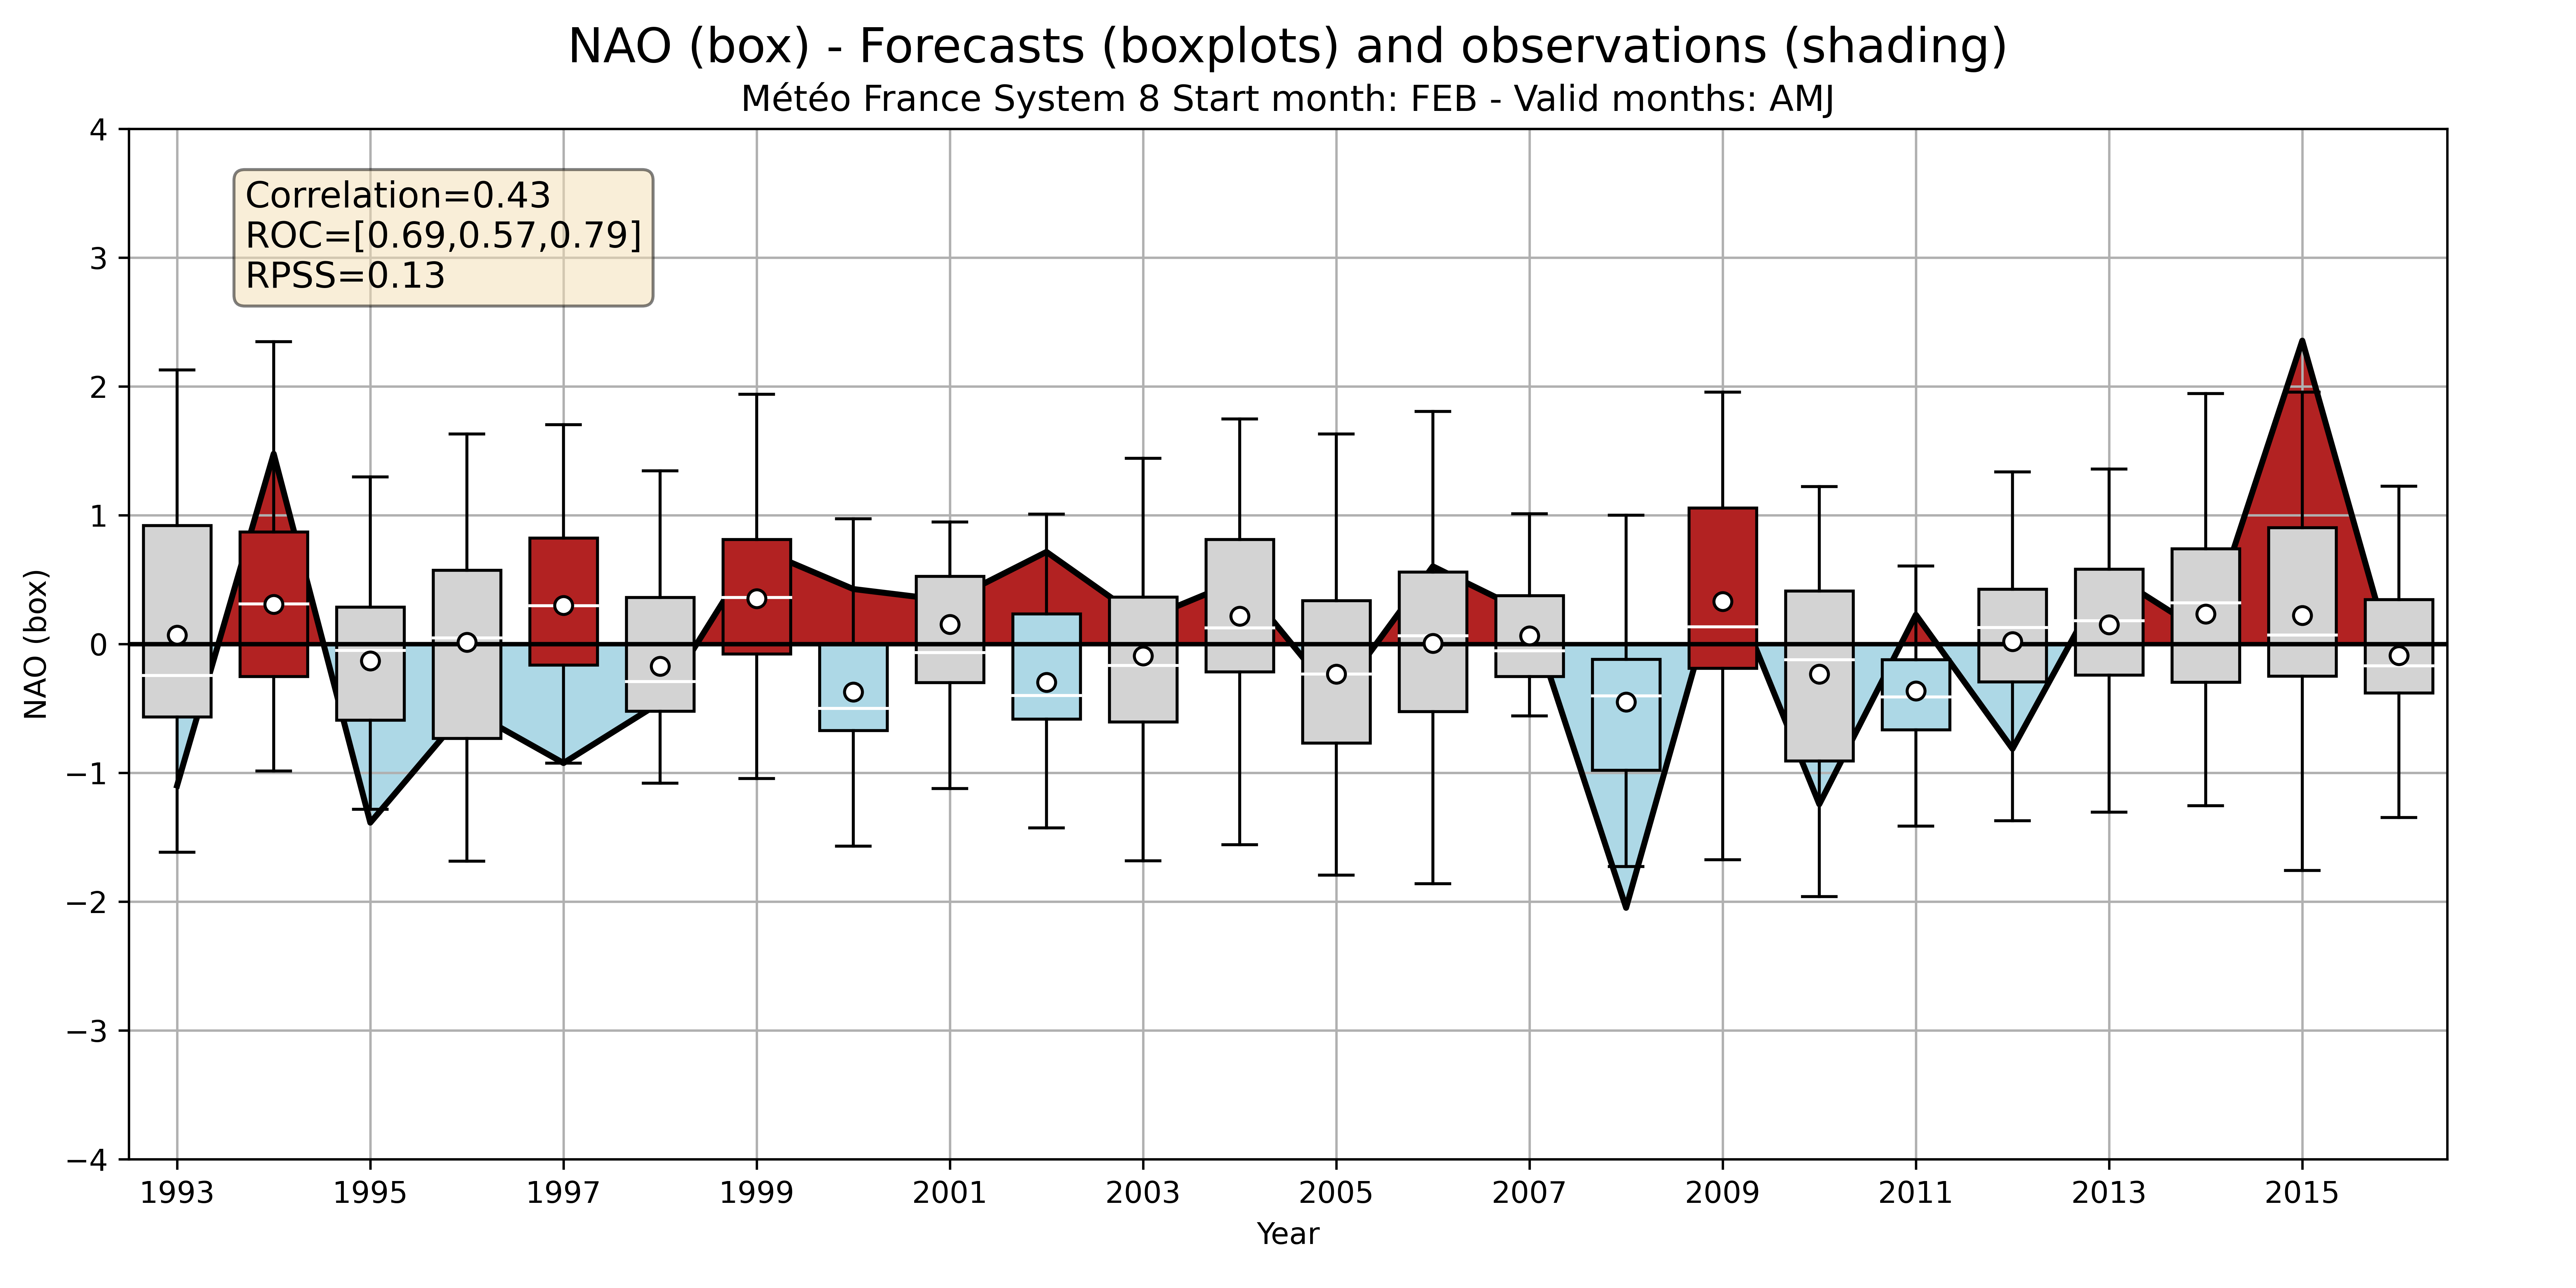 NAO (box) - Forecasts (boxplots) and observations (shading)
Météo France System 8 Start month: FEB - Valid months: AMJ
Correlation=0.43
ROC=[0.69,0.57,0.79]
RPSS=0.13
NAO (box)
4
3
2
1
0
−1
−2
−3
−4
1993 1995 1997 1999 2001 2003 2005 2007 2009 2011 2013 2015
Year